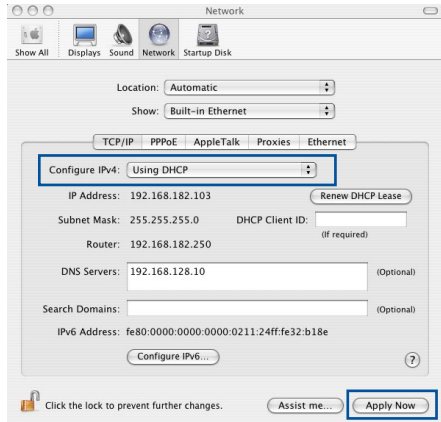 Network
Show All Displays Sound Network Startup Disk
Location: Automatic
Show: Built-in Ethernet
TCP/IP PPPoE AppleTalk Proxies Ethernet
Configure IPv4: Using DHCP
IP Address: 192.168.182.103 Renew DHCP Lease
Subnet Mask: 255.255.255.0 DHCP Client ID:
(If required)
Router: 192.168.182.250
DNS Servers: 192.168.128.10 (Optional)
Search Domains: (Optional)
IPv6 Address: fe80:0000:0000:0000:0211:24ff:fe32:b18e
Configure IPv6... ?
Click the lock to prevent further changes. Assist me... Apply Now